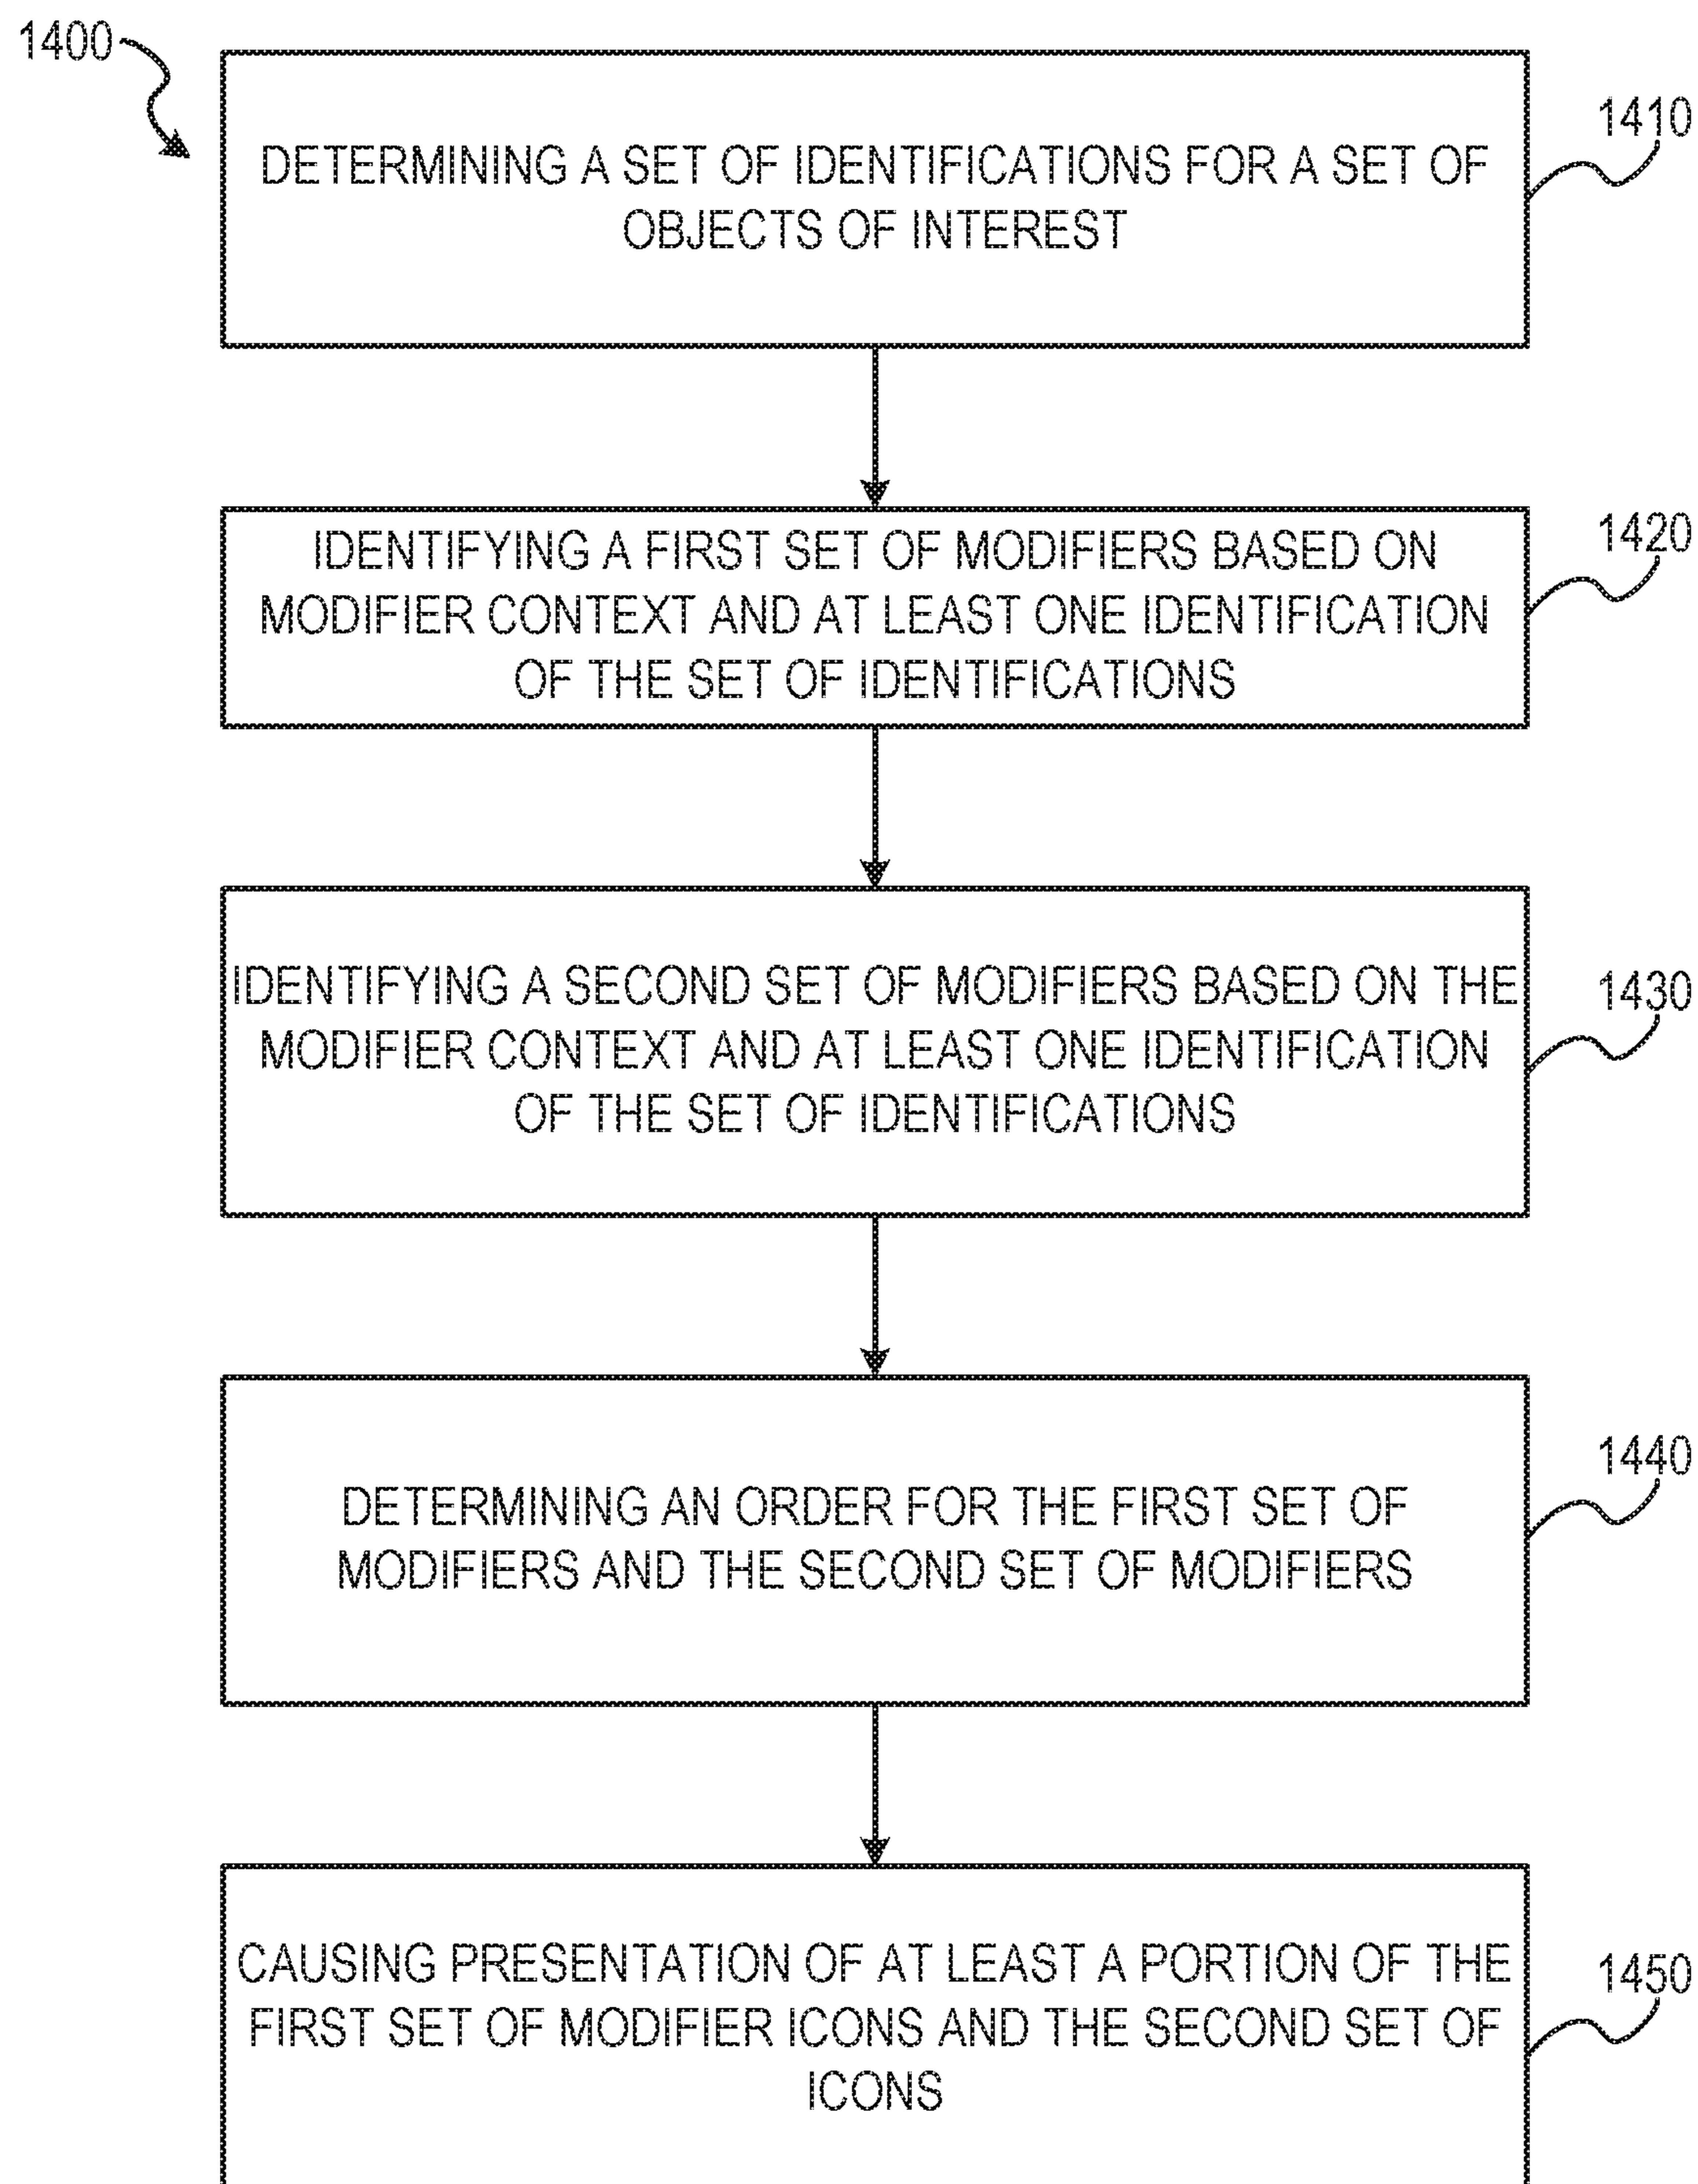 1400
1410
DETERMINING A SET OF IDENTIFICATIONS FOR A SET OF
OBJECTS OF INTEREST
1420
IDENTIFYING A FIRST SET OF MODIFIERS BASED ON
MODIFIER CONTEXT AND AT LEAST ONE IDENTIFICATION
OF THE SET OF IDENTIFICATIONS
1430
IDENTIFYING A SECOND SET OF MODIFIERS BASED ON THE
MODIFIER CONTEXT AND AT LEAST ONE IDENTIFICATION
OF THE SET OF IDENTIFICATIONS
1440
DETERMINING AN ORDER FOR THE FIRST SET OF
MODIFIERS AND THE SECOND SET OF MODIFIERS
1450
CAUSING PRESENTATION OF AT LEAST A PORTION OF THE
FIRST SET OF MODIFIER ICONS AND THE SECOND SET OF
ICONS